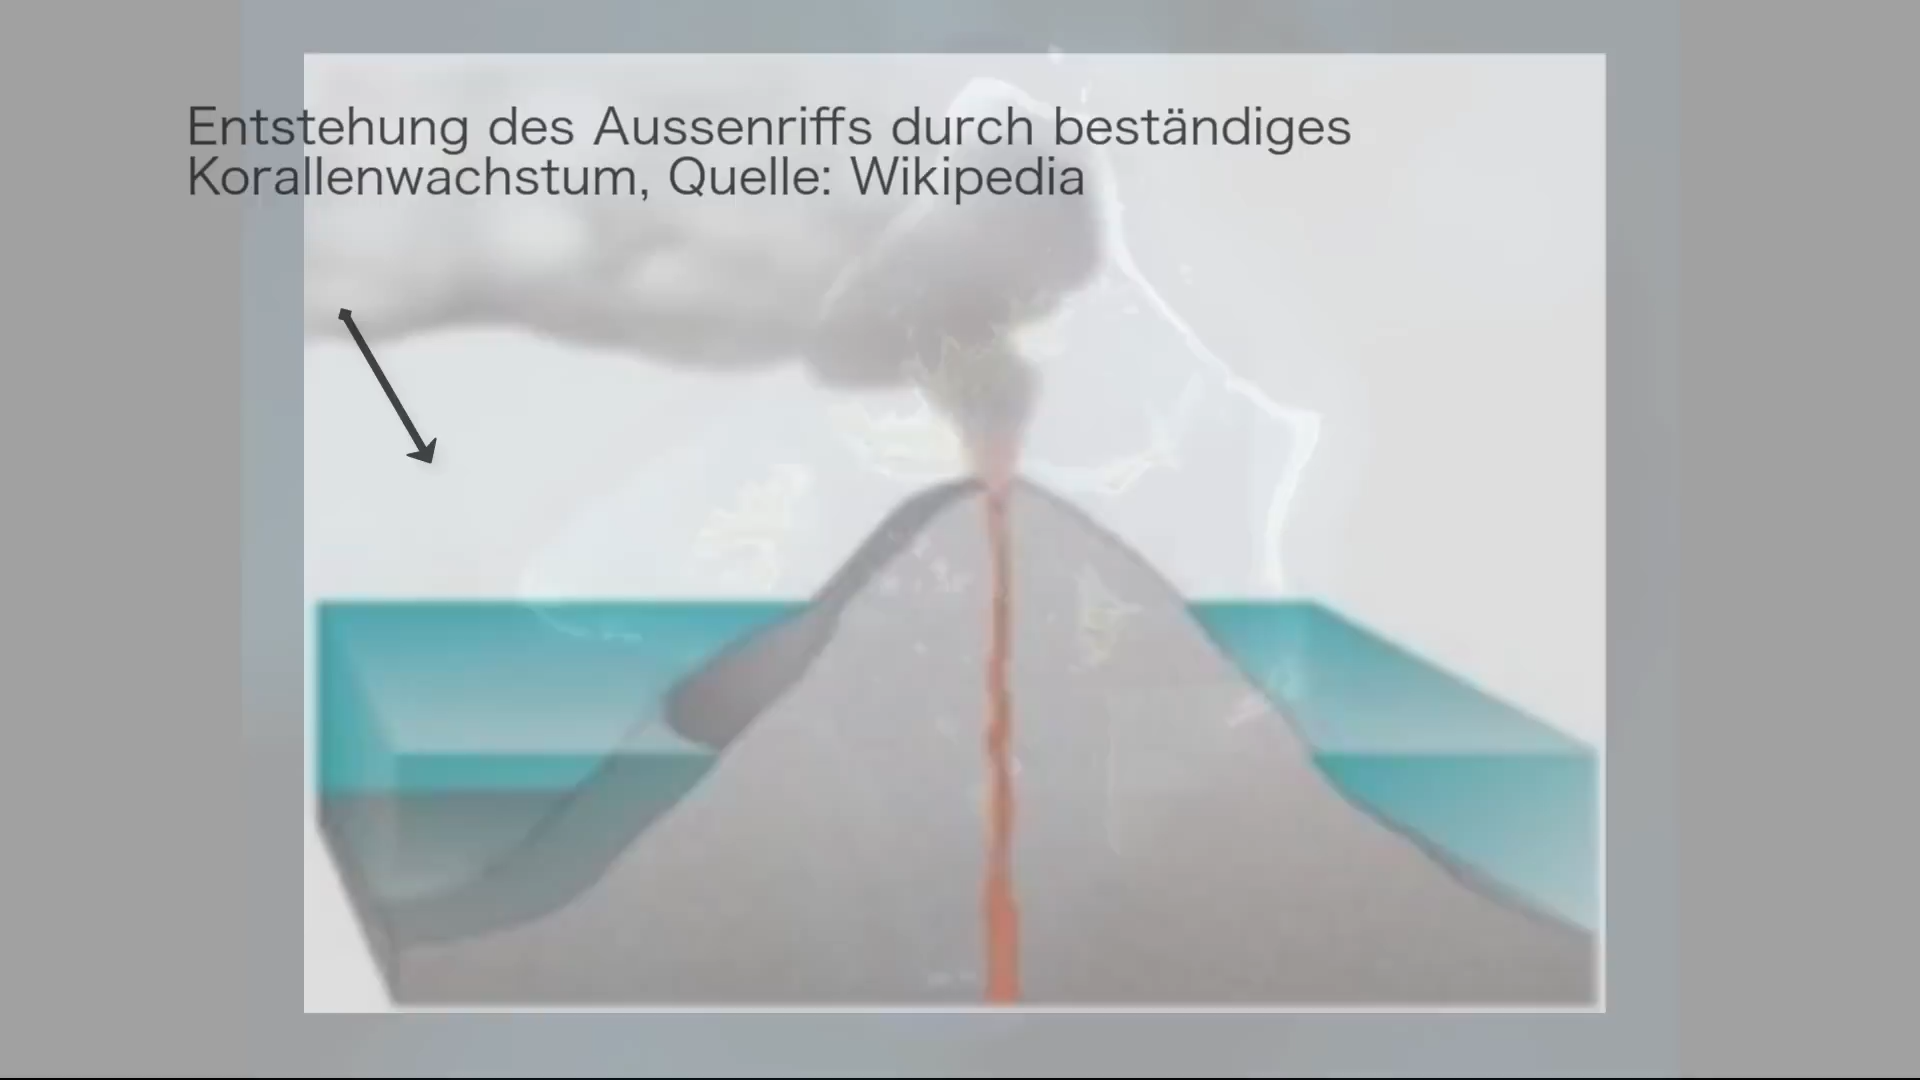 Entstehung des Aussenriffs durch beständiges
Korallenwachstum, Quelle: Wikipedia